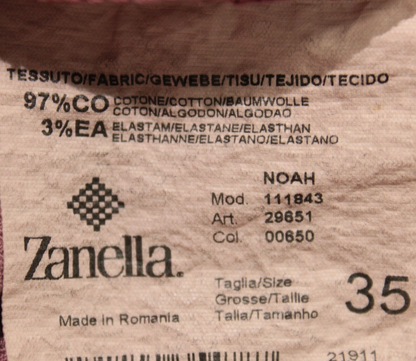 TESSUTO/FABRIC/GEWEBE/TISU/TEJIDO/TECIDO
97%CO COTONE/COTTON/BAUMWOLLE
COTON/ALGODON/ALGODAO
3%EA ELASTAM/ELASTANE/ELASTHAN
ELASTHANNE/ELASTANO/ELASTANO
NOAH
Mod. 111843
Art. 29651
Col. 00650
Zanella.
Taglia/Size
Grosse/Taille
Talla/Tamanho
35
Made in Romania
21911